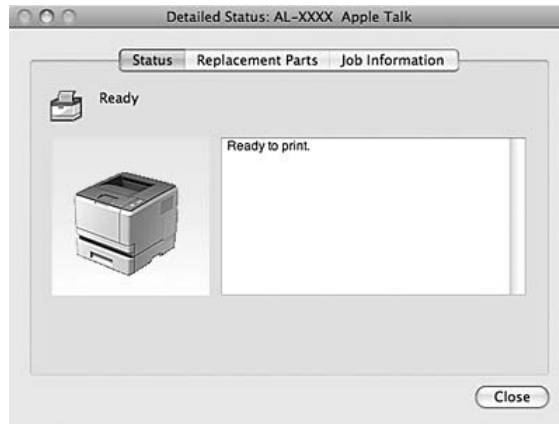 Detailed Status: AL-XXXX Apple Talk
Status Replacement Parts Job Information
Ready
Ready to print.
Close